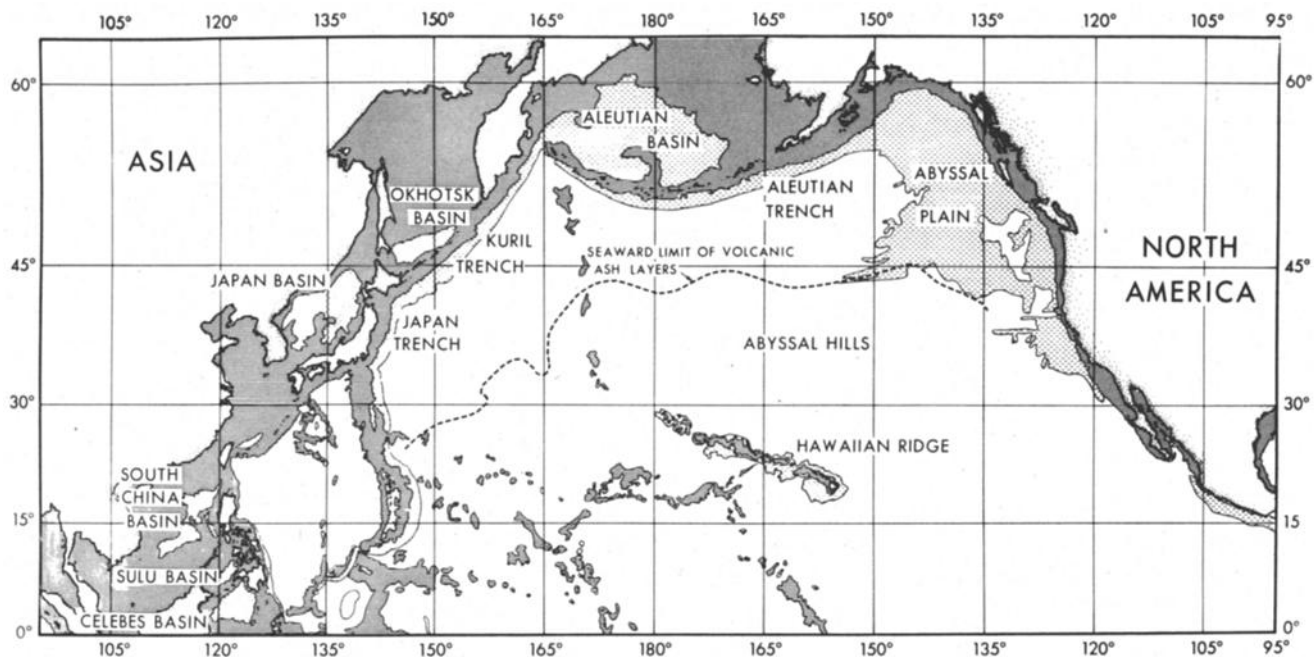 105° 120° 135° 150° 165° 180° 165° 150° 135° 120° 105° 95°
60° 60°
ALEUTIAN
BASIN
ASIA
ABYSSAL
PLAIN
OKHOTSK
BASIN
ALEUTIAN
TRENCH
KURIL
TRENCH
NORTH
AMERICA
SEAWARD LIMIT OF VOLCANIC
ASH LAYERS
45° 45°
JAPAN BASIN
JAPAN
TRENCH
ABYSSAL HILLS
30° 30°
HAWAIIAN RIDGE
SOUTH
CHINA
BASIN
15° 15°
SULU BASIN
CELEBES BASIN
0° 0°
105° 120° 135° 150° 165° 180° 165° 150° 135° 120° 105° 95°